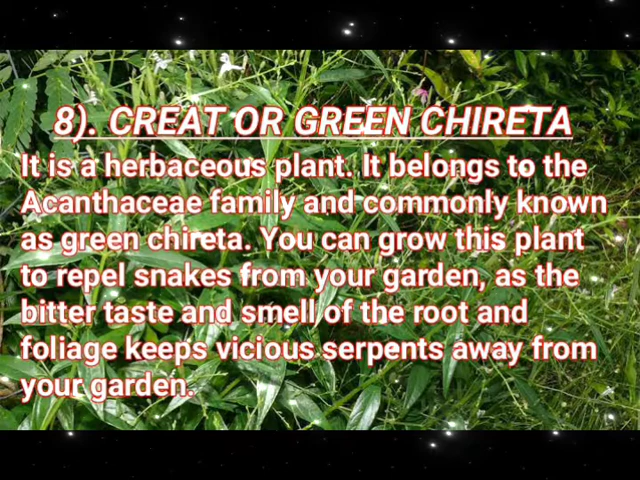 8). CREAT OR GREEN CHIRETA
It is a herbaceous plant. It belongs to the
Acanthaceae family and commonly known
as green chireta. You can grow this plant
to repel snakes from your garden, as the
bitter taste and smell of the root and
foliage keeps vicious serpents away from
your garden.